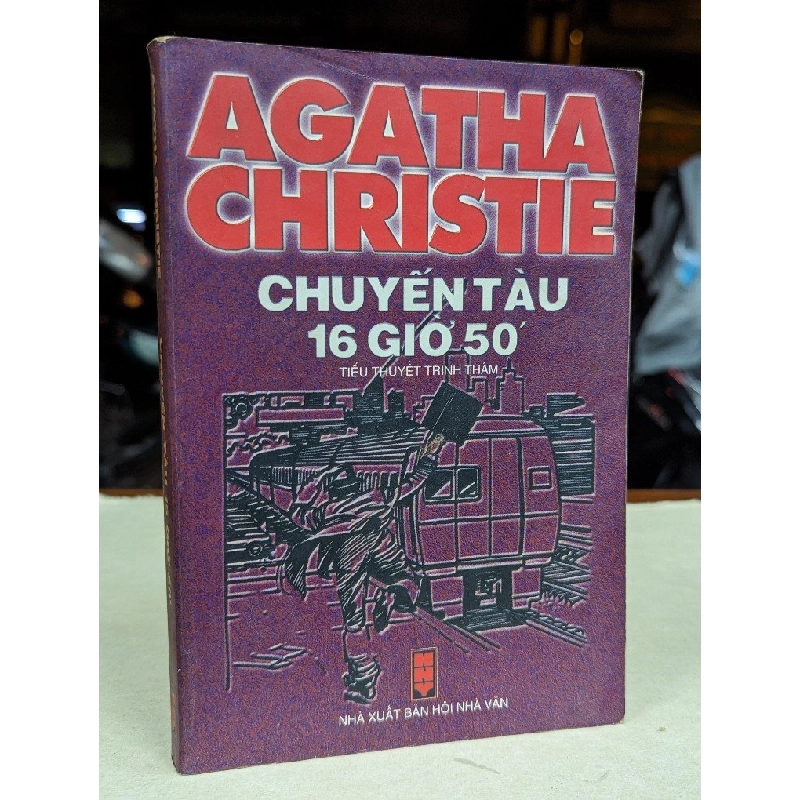 AGATHA
CHRISTIE
CHUYẾN TÀU
16 GIỜ 50'
TIỂU THUYẾT TRINH THÁM
NHÀ XUẤT BẢN HỘI NHÀ VĂN